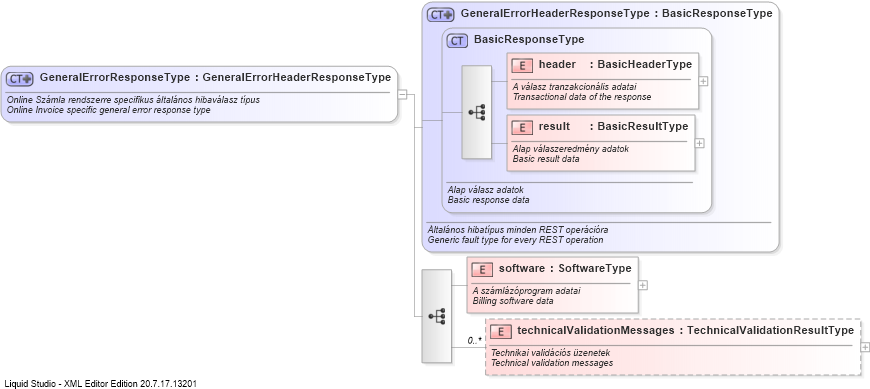 CT GeneralErrorHeaderResponseType : BasicResponseType
CT BasicResponseType
E header : BasicHeaderType
A válasz tranzakcionális adatai
Transactional data of the response
E result : BasicResultType
Alap válaszeredmény adatok
Basic result data
Alap válasz adatok
Basic response data
Általános hibatípus minden REST operációra
Generic fault type for every REST operation
CT GeneralErrorResponseType : GeneralErrorHeaderResponseType
Online Számla rendszerre specifikus általános hibaválasz típus
Online Invoice specific general error response type
E software : SoftwareType
A számlázóprogram adatai
Billing software data
0..*
E technicalValidationMessages : TechnicalValidationResultType
Technikai validációs üzenetek
Technical validation messages
Liquid Studio - XML Editor Edition 20.7.17.13201